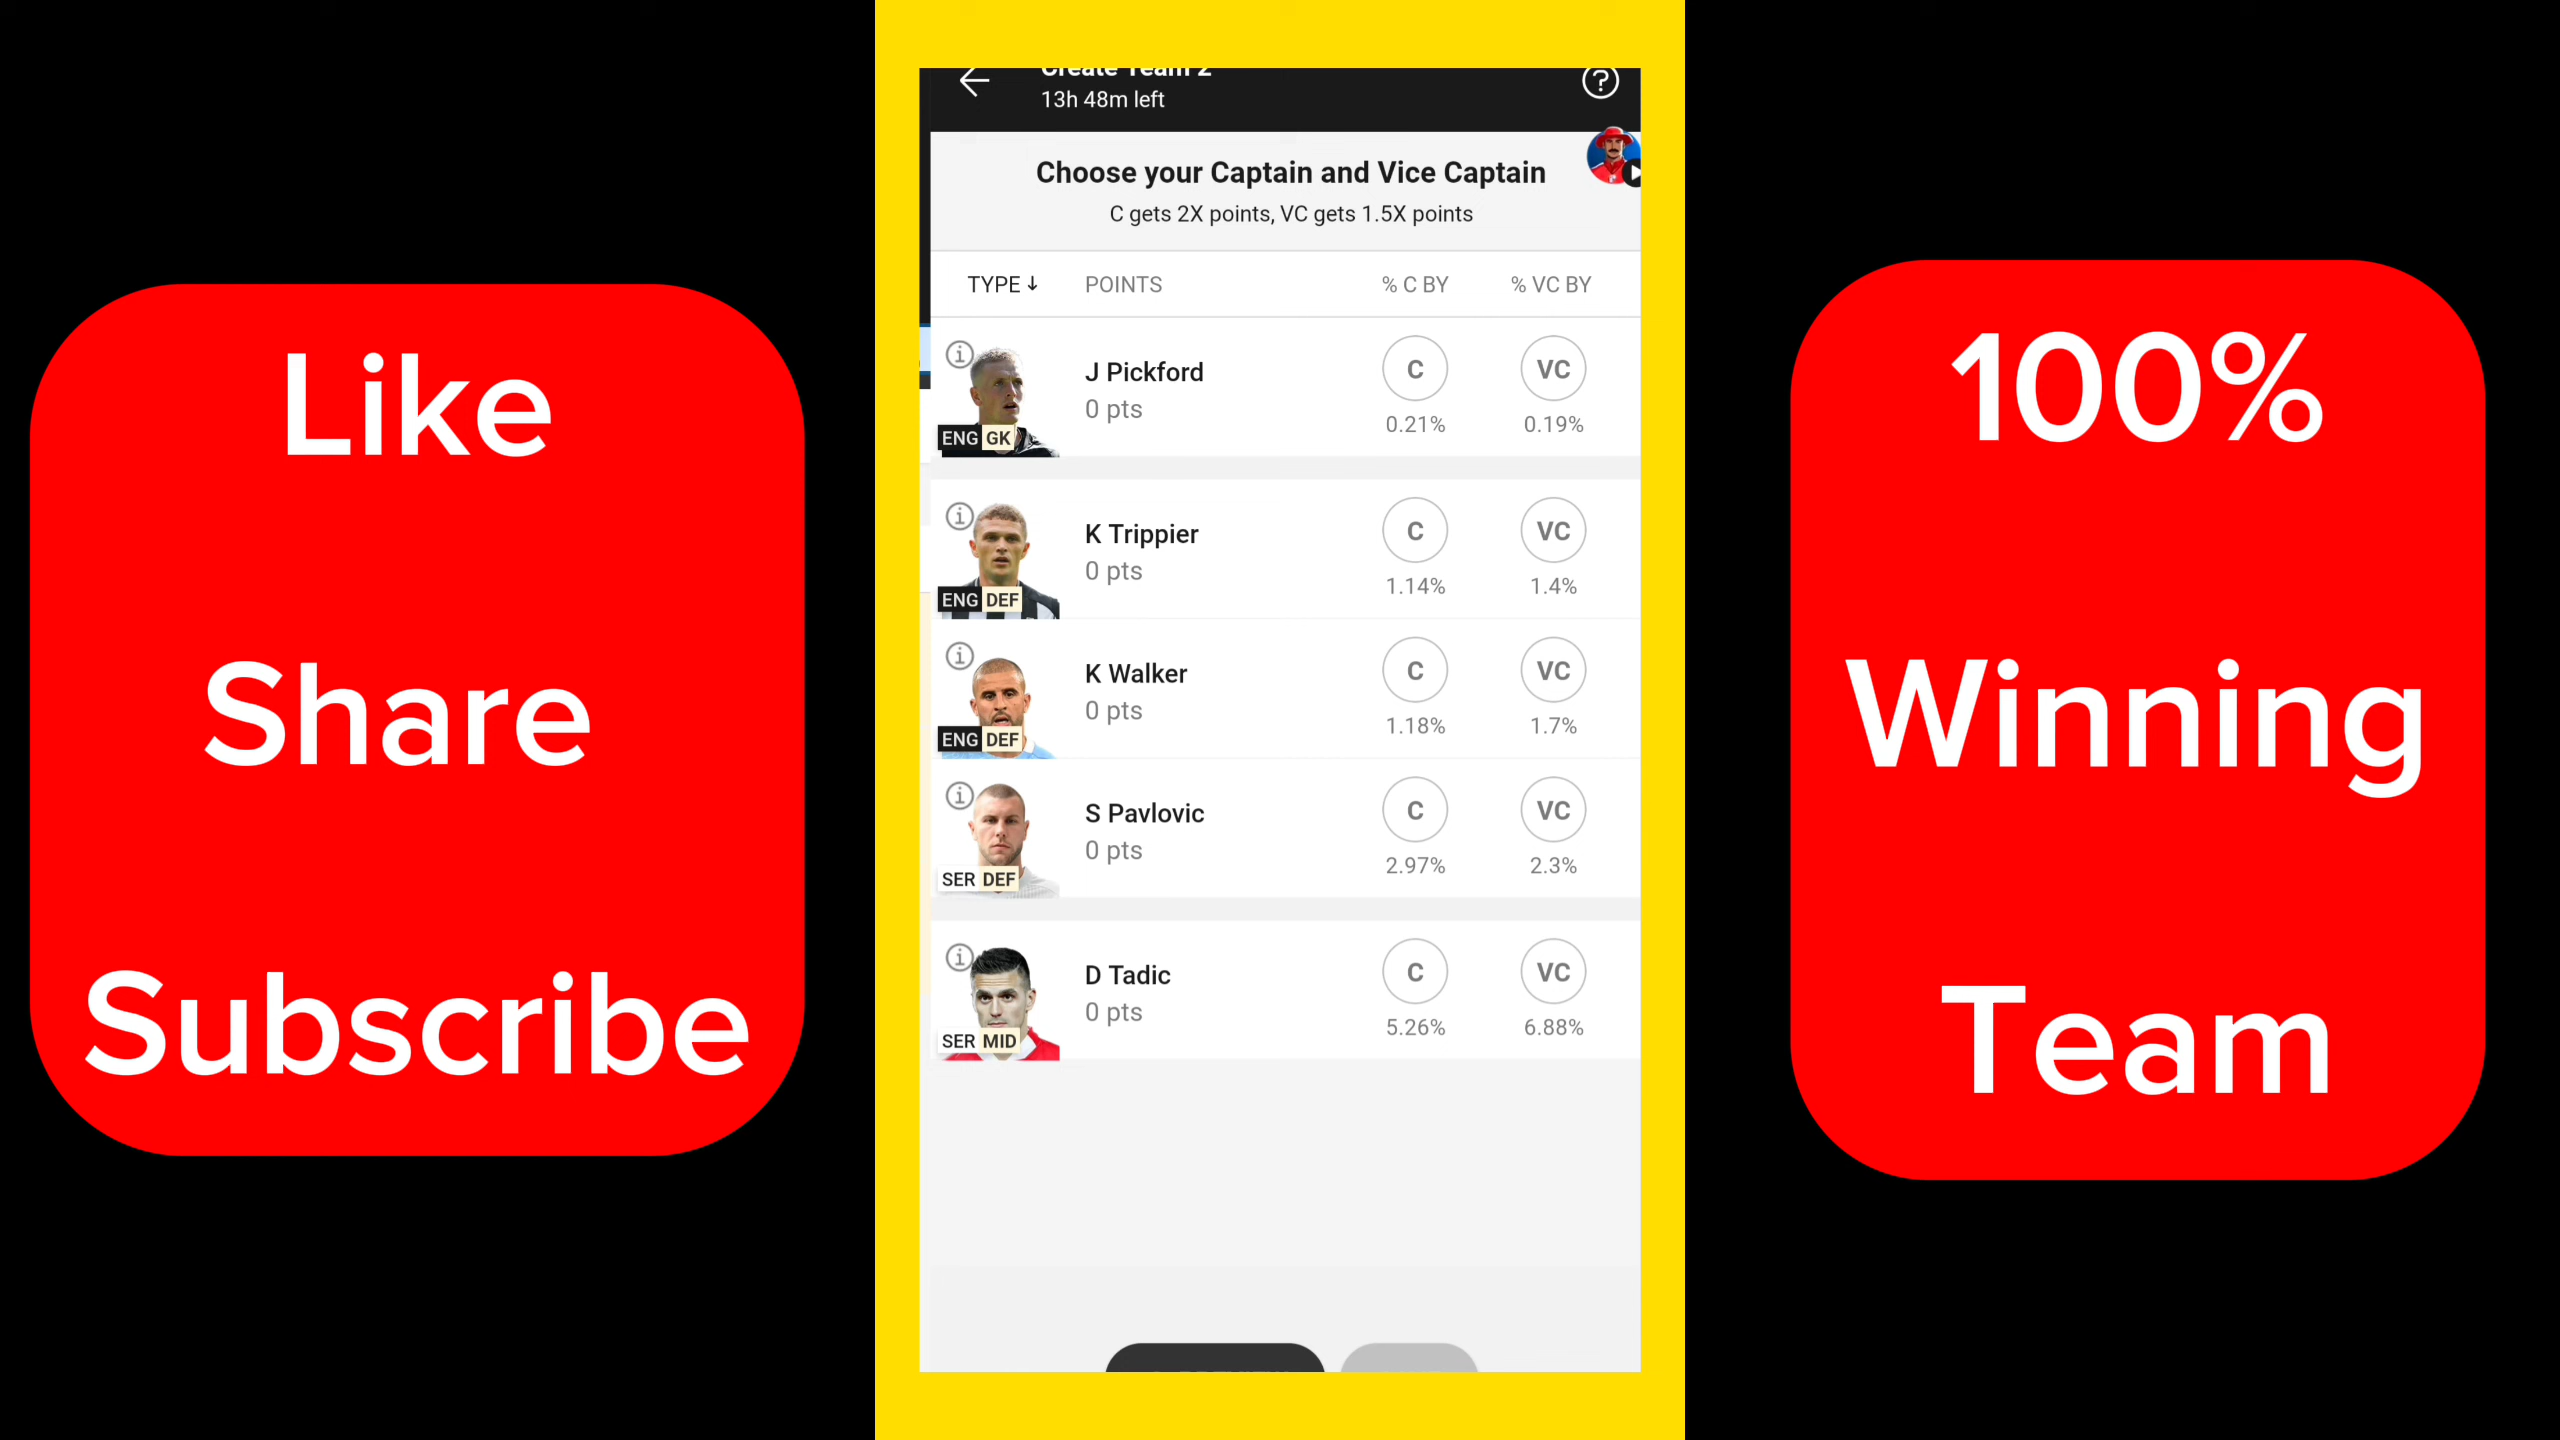 Like
Share
Subscribe
Create Team 2
13h 48m left
?
Choose your Captain and Vice Captain
C gets 2X points, VC gets 1.5X points
TYPE↓ POINTS % C BY % VC BY
J Pickford
0 pts
ENG GK
C VC
0.21% 0.19%
K Trippier
0 pts
ENG DEF
C VC
1.14% 1.4%
K Walker
0 pts
ENG DEF
C VC
1.18% 1.7%
S Pavlovic
0 pts
SER DEF
C VC
2.97% 2.3%
D Tadic
0 pts
SER MID
C VC
5.26% 6.88%
100%
Winning
Team